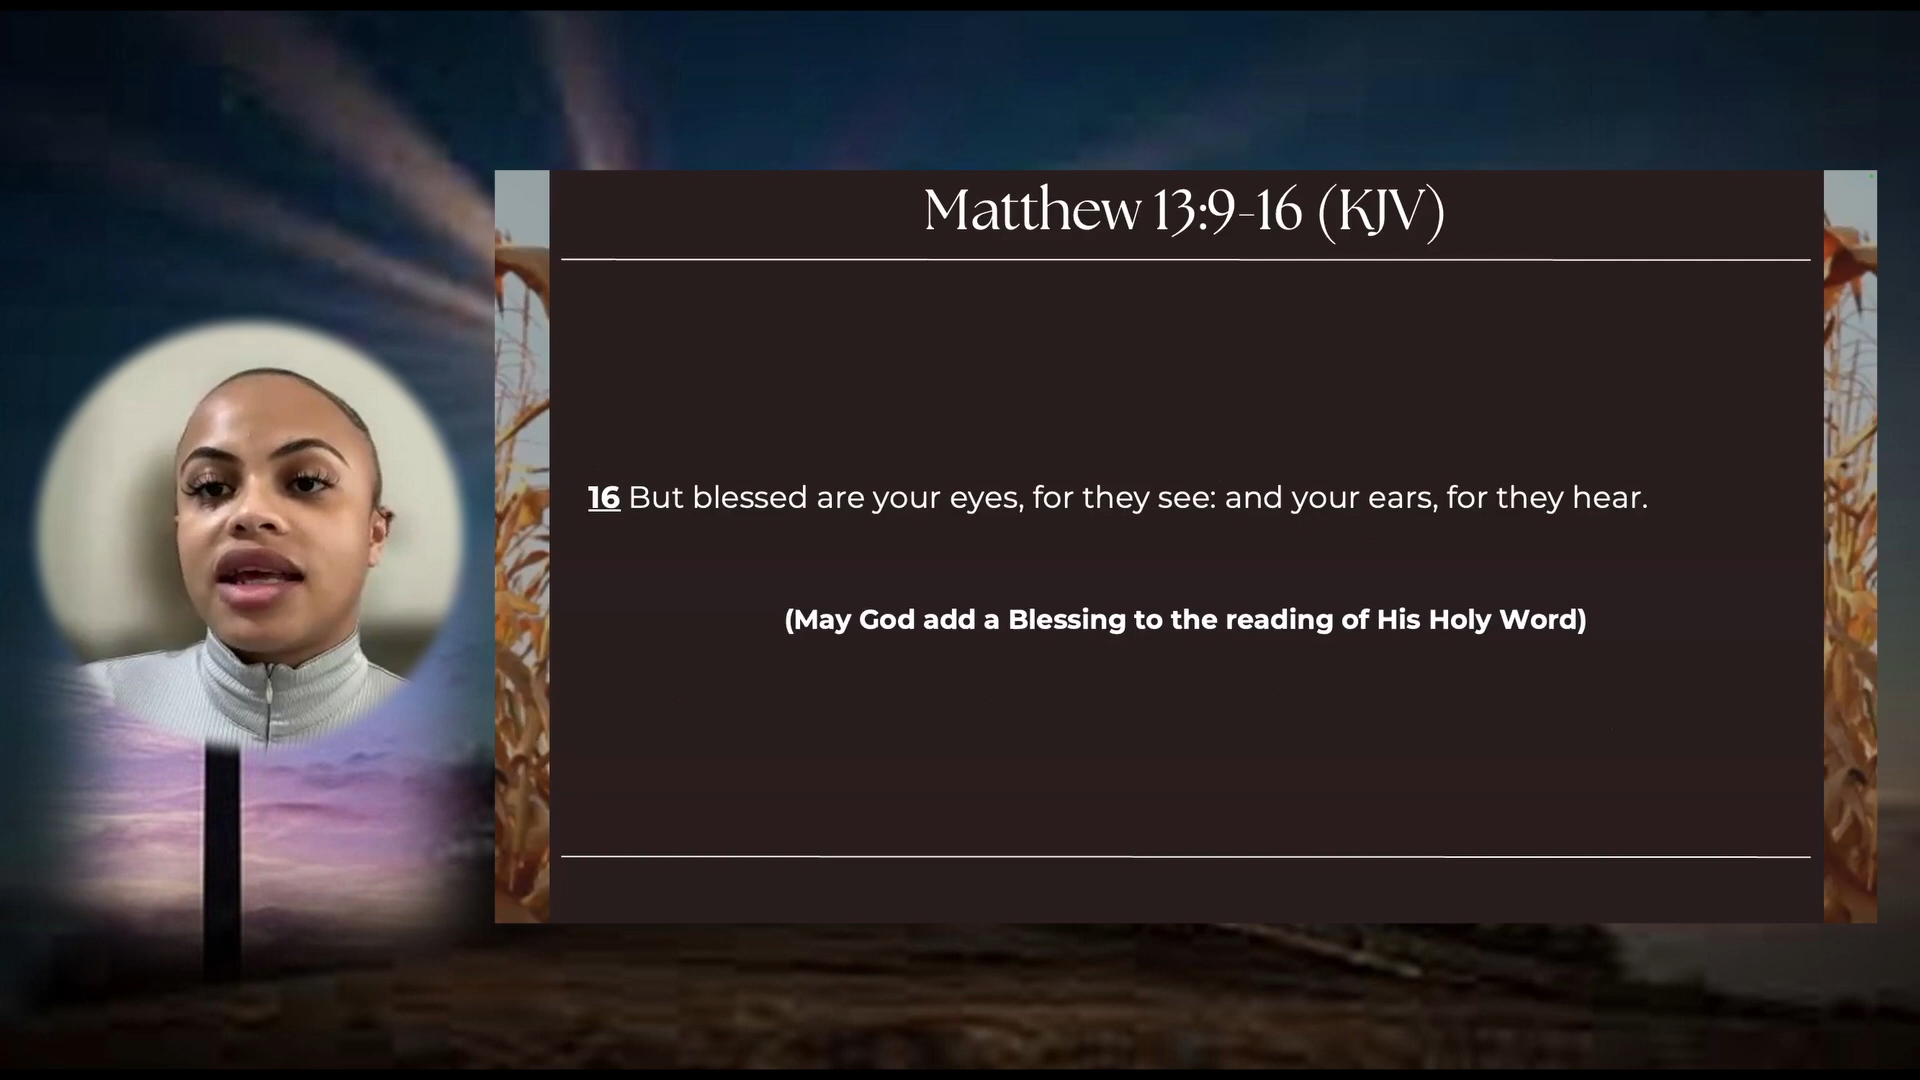 Matthew 13:9-16 (KJV)
16 But blessed are your eyes, for they see: and your ears, for they hear.
(May God add a Blessing to the reading of His Holy Word)